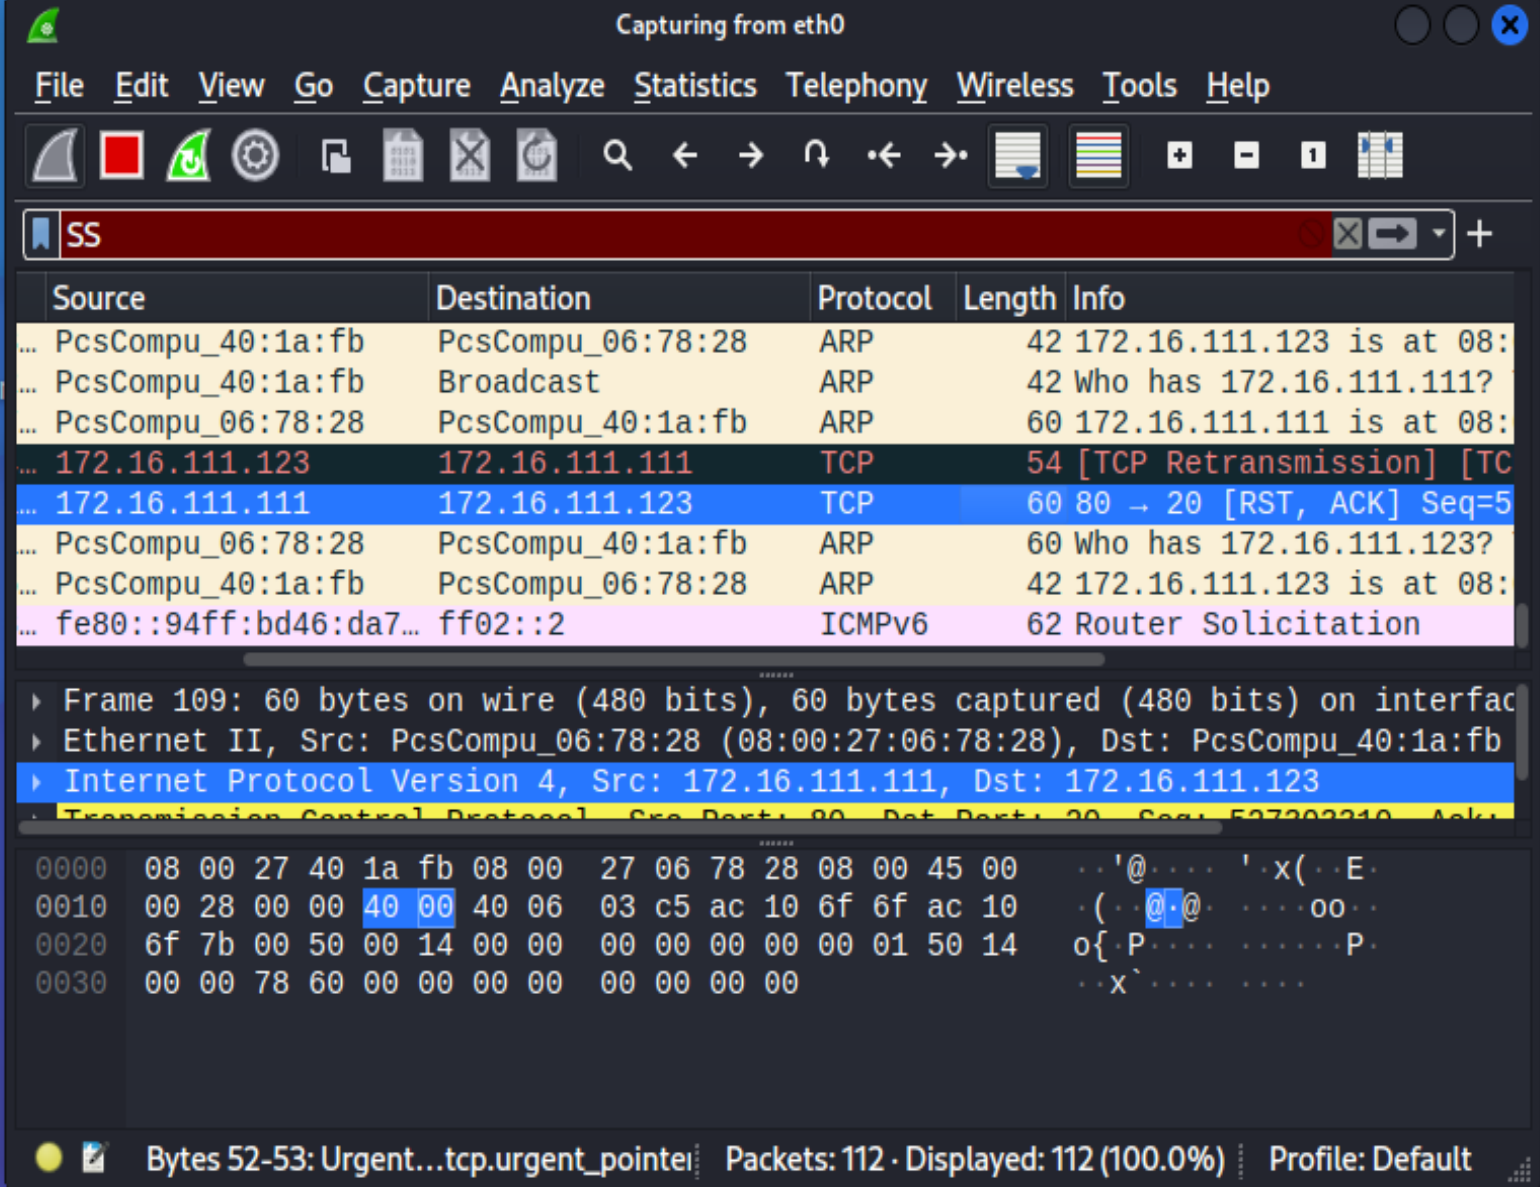 Capturing from eth0
File Edit View Go Capture Analyze Statistics Telephony Wireless Tools Help
SS
Source Destination Protocol Length Info
… PcsCompu_40:1a:fb PcsCompu_06:78:28 ARP 42 172.16.111.123 is at 08:
… PcsCompu_40:1a:fb Broadcast ARP 42 Who has 172.16.111.111?
… PcsCompu_06:78:28 PcsCompu_40:1a:fb ARP 60 172.16.111.111 is at 08:
… 172.16.111.123 172.16.111.111 TCP 54 [TCP Retransmission] [TC
… 172.16.111.111 172.16.111.123 TCP 60 80 → 20 [RST, ACK] Seq=5
… PcsCompu_06:78:28 PcsCompu_40:1a:fb ARP 60 Who has 172.16.111.123?
… PcsCompu_40:1a:fb PcsCompu_06:78:28 ARP 42 172.16.111.123 is at 08:
… fe80::94ff:bd46:da7… ff02::2 ICMPv6 62 Router Solicitation
Frame 109: 60 bytes on wire (480 bits), 60 bytes captured (480 bits) on interfac
Ethernet II, Src: PcsCompu_06:78:28 (08:00:27:06:78:28), Dst: PcsCompu_40:1a:fb
Internet Protocol Version 4, Src: 172.16.111.111, Dst: 172.16.111.123
Transmission Control Protocol, Src Port: 80, Dst Port: 20, Seq: Ack:
0000 08 00 27 40 1a fb 08 00 27 06 78 28 08 00 45 00 ··'@···· '·x(··E·
0010 00 28 00 00 40 00 40 06 03 c5 ac 10 6f 6f ac 10 ·(··@·@· ····oo··
0020 6f 7b 00 50 00 14 00 00 00 00 00 00 00 01 50 14 o{·P···· ······P·
0030 00 00 78 60 00 00 00 00 00 00 00 00 ··x`···· ····
Bytes 52-53: Urgent…tcp.urgent_pointer Packets: 112 · Displayed: 112 (100.0%) Profile: Default